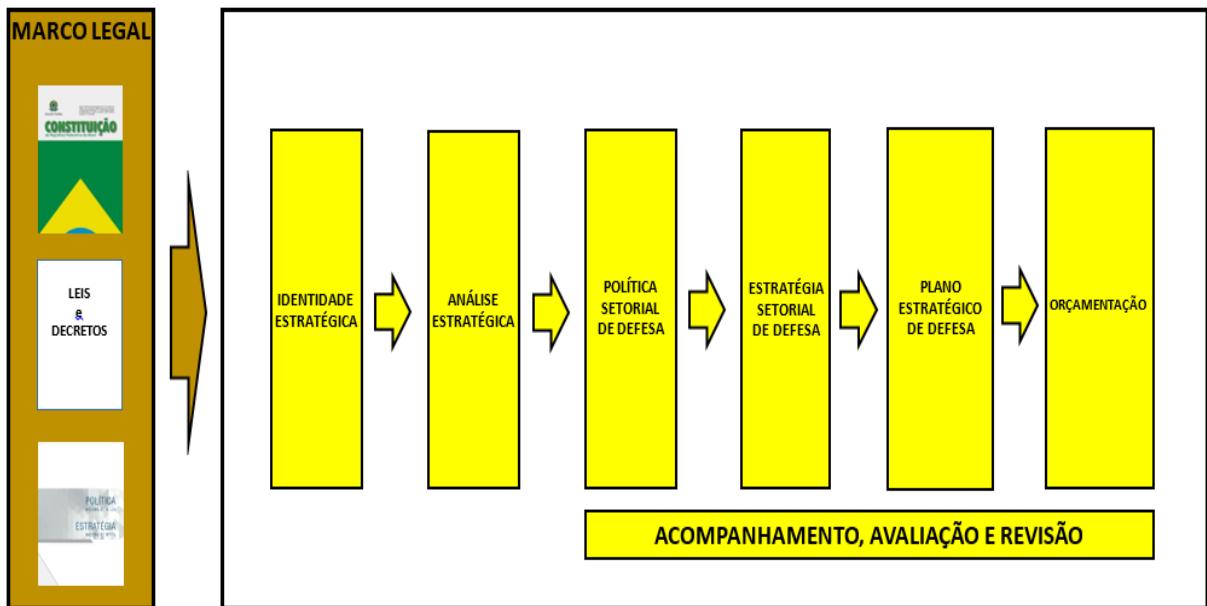 MARCO LEGAL
CONSTITUIÇÃO
LEIS
e
DECRETOS
POLÍTICA
ESTRATÉGIA
IDENTIDADE
ESTRATÉGICA
ANÁLISE
ESTRATÉGICA
POLÍTICA
SETORIAL
DE DEFESA
ESTRATÉGIA
SETORIAL
DE DEFESA
PLANO
ESTRATÉGICO
DE DEFESA
ORÇAMENTAÇÃO
ACOMPANHAMENTO, AVALIAÇÃO E REVISÃO